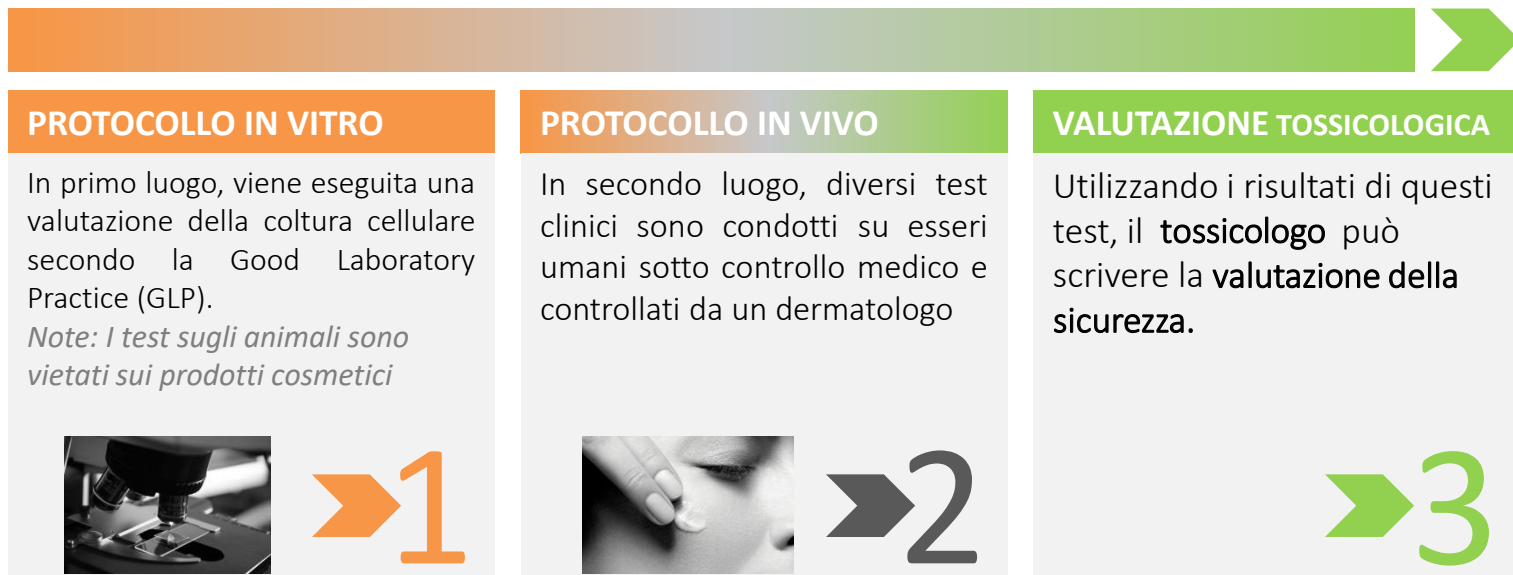 PROTOCOLLO IN VITRO
In primo luogo, viene eseguita una
valutazione della coltura cellulare
secondo la Good Laboratory
Practice (GLP).
Note: I test sugli animali sono
vietati sui prodotti cosmetici
1
PROTOCOLLO IN VIVO
In secondo luogo, diversi test
clinici sono condotti su esseri
umani sotto controllo medico e
controllati da un dermatologo
2
VALUTAZIONE TOSSICOLOGICA
Utilizzando i risultati di questi
test, il tossicologo può
scrivere la valutazione della
sicurezza.
3